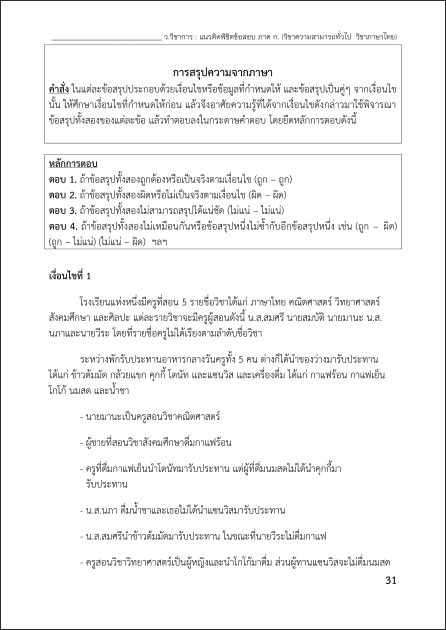 ว.วิชาการ : แนวคิดพิชิตข้อสอบ ภาค ก. (วิชาความสามารถทั่วไป วิชาภาษาไทย)
การสรุปความจากภาษา
คำสั่ง ในแต่ละข้อสรุปประกอบด้วยเงื่อนไขหรือข้อมูลที่กำหนดให้ และข้อสรุปเป็นคู่ๆ จากเงื่อนไข
นั้น ให้ศึกษาเงื่อนไขที่กำหนดให้ก่อน แล้วจึงอาศัยความรู้ที่ได้จากเงื่อนไขดังกล่าวมาใช้พิจารณา
ข้อสรุปทั้งสองของแต่ละข้อ แล้วทำตอบลงในกระดาษคำตอบ โดยยึดหลักการตอบดังนี้
หลักการตอบ
ตอบ 1. ถ้าข้อสรุปทั้งสองถูกต้องหรือเป็นจริงตามเงื่อนไข (ถูก – ถูก)
ตอบ 2. ถ้าข้อสรุปทั้งสองผิดหรือไม่เป็นจริงตามเงื่อนไข (ผิด – ผิด)
ตอบ 3. ถ้าข้อสรุปทั้งสองไม่สามารถสรุปได้แน่ชัด (ไม่แน่ – ไม่แน่)
ตอบ 4. ถ้าข้อสรุปทั้งสองไม่เหมือนกันหรือข้อสรุปหนึ่งไม่ซ้ำกับอีกข้อสรุปหนึ่ง เช่น (ถูก – ผิด)
(ถูก – ไม่แน่) (ไม่แน่ – ผิด) ฯลฯ
เงื่อนไขที่ 1
โรงเรียนแห่งหนึ่งมีครูที่สอน 5 รายชื่อวิชาได้แก่ ภาษาไทย คณิตศาสตร์ วิทยาศาสตร์
สังคมศึกษา และศิลปะ แต่ละรายวิชาจะมีครูผู้สอนดังนี้ น.ส.สมศรี นายสมบัติ นายมานะ น.ส.
นภาและนายวีระ โดยที่รายชื่อครูไม่ได้เรียงตามลำดับชื่อวิชา
ระหว่างพักรับประทานอาหารกลางวันครูทั้ง 5 คน ต่างก็ได้นำของว่างมารับประทาน
ได้แก่ ข้าวต้มมัด กล้วยแขก คุกกี้ โดนัท และแซนวิส และเครื่องดื่ม ได้แก่ กาแฟร้อน กาแฟเย็น
โกโก้ นมสด และน้ำชา
- นายมานะเป็นครูสอนวิชาคณิตศาสตร์
- ผู้ชายที่สอนวิชาสังคมศึกษาดื่มกาแฟร้อน
- ครูที่ดื่มกาแฟเย็นนำโดนัทมารับประทาน แต่ผู้ที่ดื่มนมสดไม่ได้นำคุกกี้มา
รับประทาน
- น.ส.นภา ดื่มน้ำชาและเธอไม่ได้นำแซนวิสมารับประทาน
- น.ส.สมศรีนำข้าวต้มมัดมารับประทาน ในขณะที่นายวีระไม่ดื่มกาแฟ
- ครูสอนวิชาวิทยาศาสตร์เป็นผู้หญิงและนำโกโก้มาดื่ม ส่วนผู้ทานแซนวิสจะไม่ดื่มนมสด
31